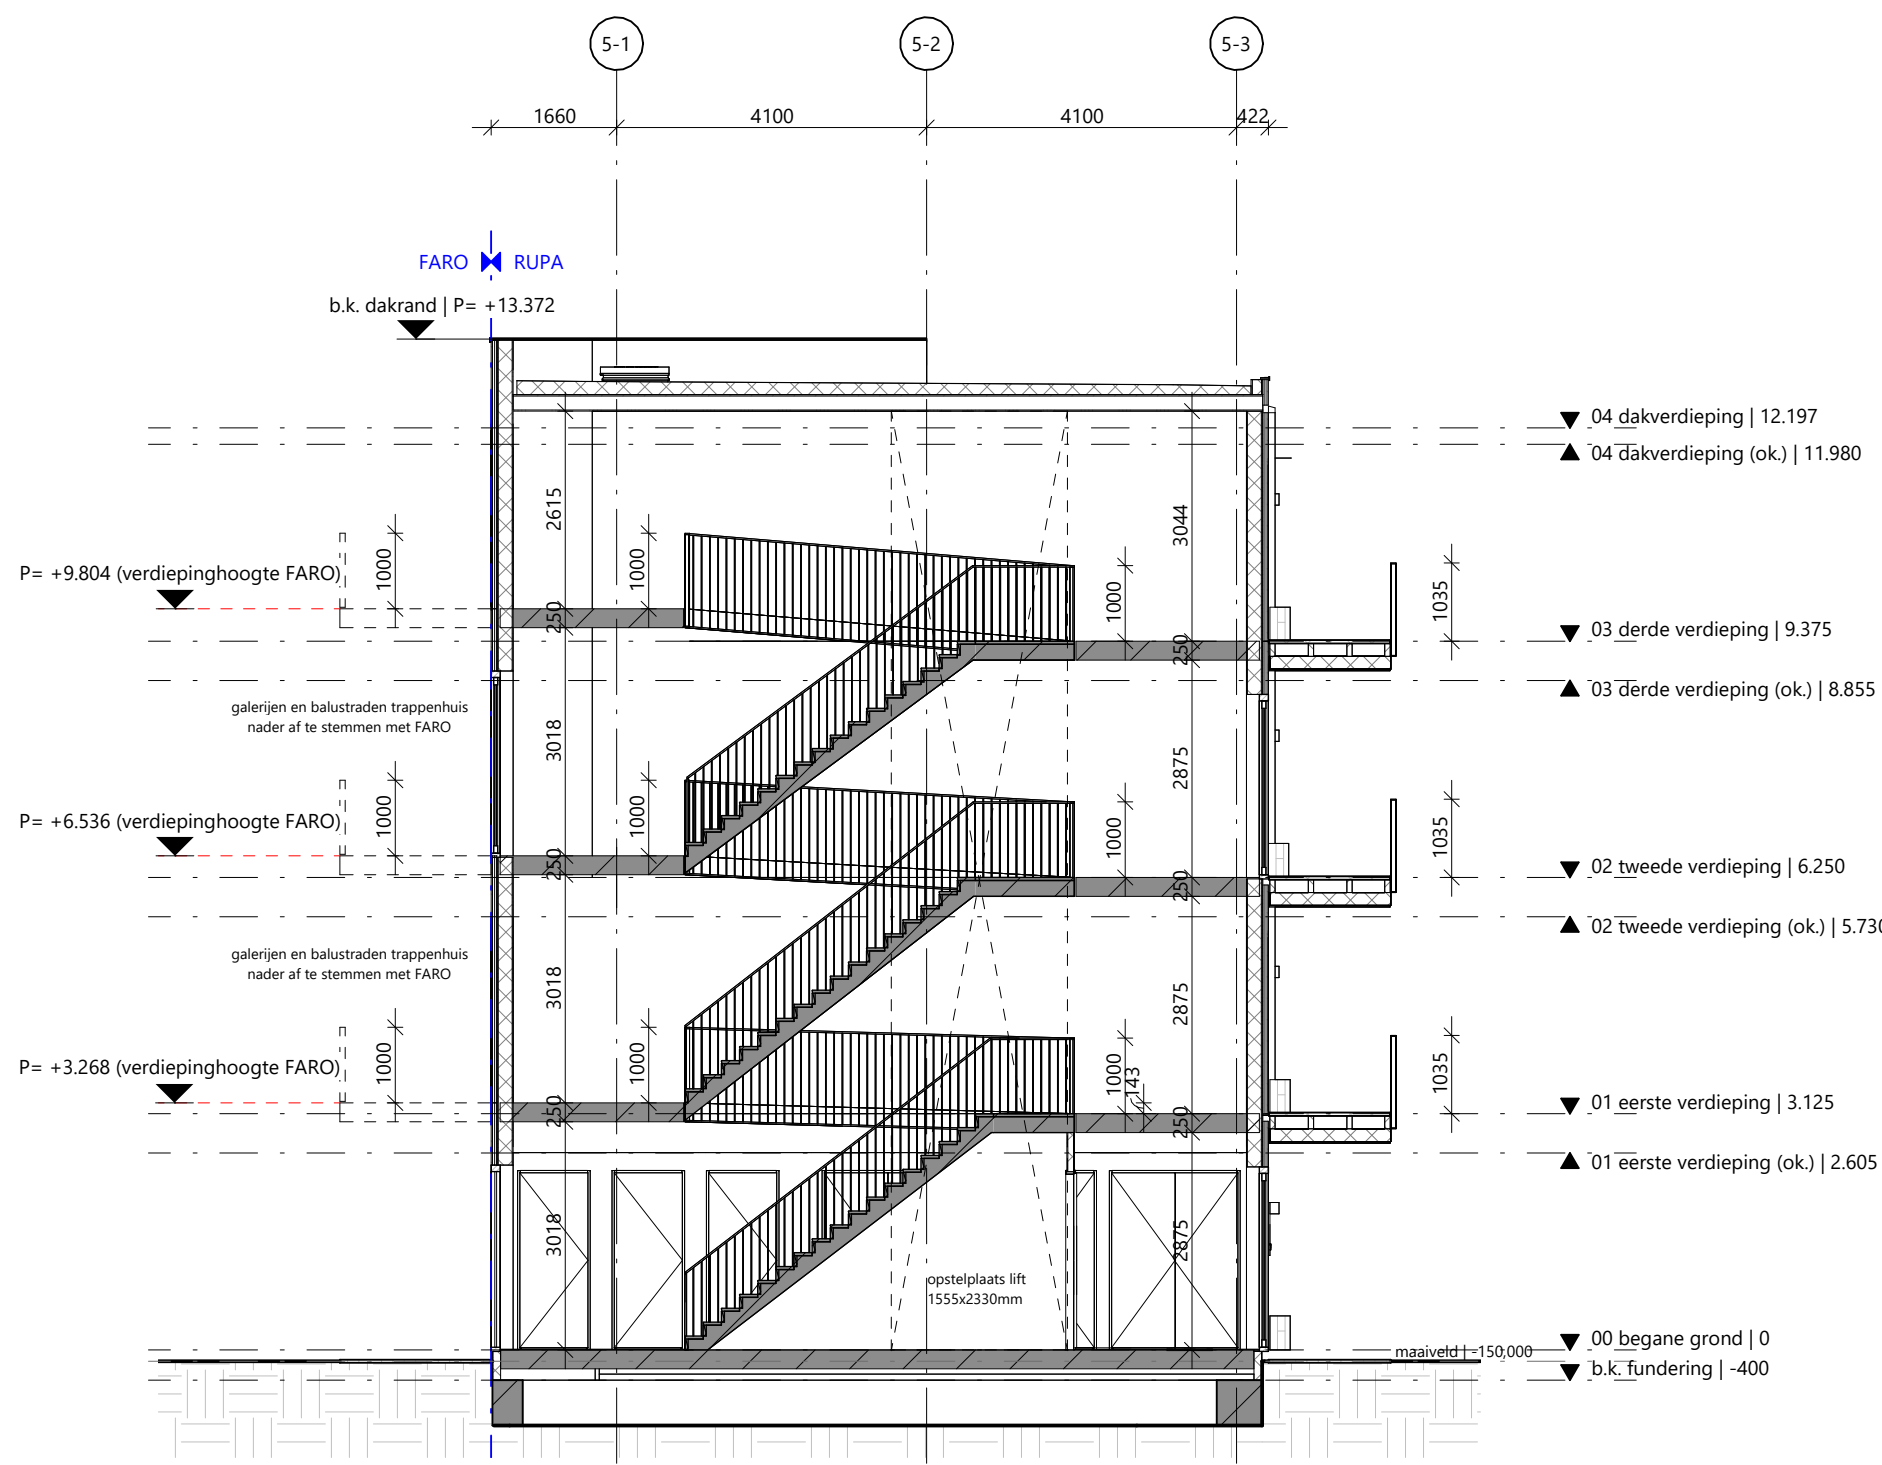 5-1
5-2
5-3
1660
4100
4100
422
FARO
RUPA
b.k. dakrand | P= +13.372
04 dakverdieping | 12.197
04 dakverdieping (ok.) | 11.980
2615
3044
1000
1000
1000
1035
P= +9.804 (verdiepinghoogte FARO)
250
250
03 derde verdieping | 9.375
03 derde verdieping (ok.) | 8.855
galerijen en balustraden trappenhuis
nader af te stemmen met FARO
3018
2875
1000
1000
1000
1035
P= +6.536 (verdiepinghoogte FARO)
250
250
02 tweede verdieping | 6.250
02 tweede verdieping (ok.) | 5.730
galerijen en balustraden trappenhuis
nader af te stemmen met FARO
3018
2875
1000
1000
1000
143
1035
P= +3.268 (verdiepinghoogte FARO)
250
250
01 eerste verdieping | 3.125
01 eerste verdieping (ok.) | 2.605
3018
2875
opstelplaats lift
1555x2330mm
00 begane grond | 0
maaiveld | -150,000
b.k. fundering | -400